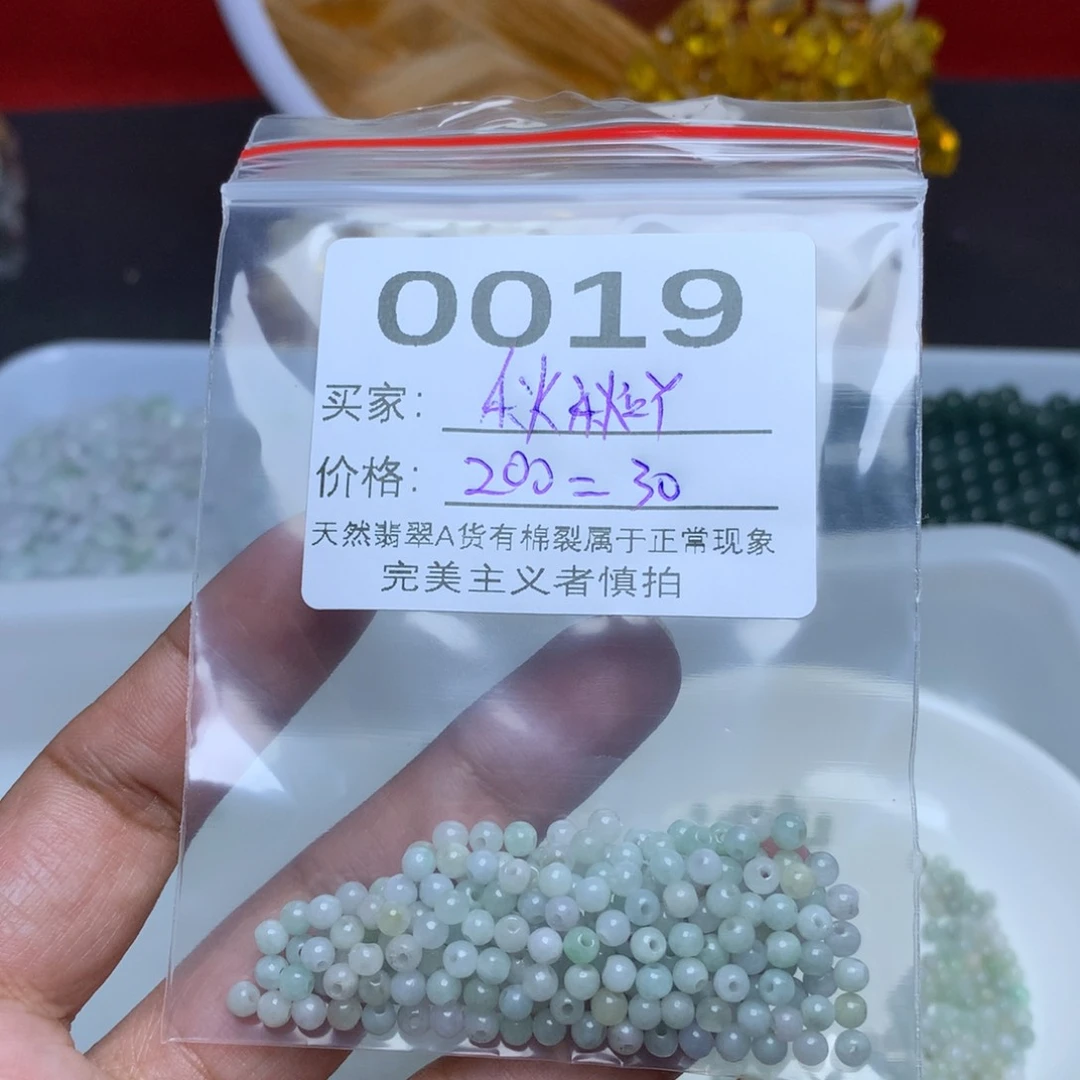 0019
买家:
价格: 200=30
天然翡翠A货有棉裂属于正常现象
完美主义者慎拍